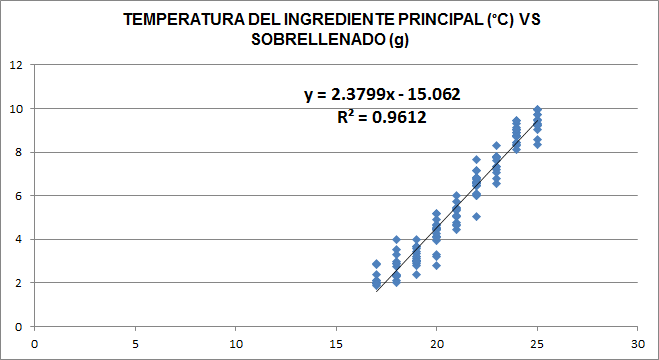 TEMPERATURA DEL INGREDIENTE PRINCIPAL (°C) VS
SOBRELLENADO (g)
y = 2.3799x - 15.062
R² = 0.9612
12
10
8
6
4
2
0
0 5 10 15 20 25 30